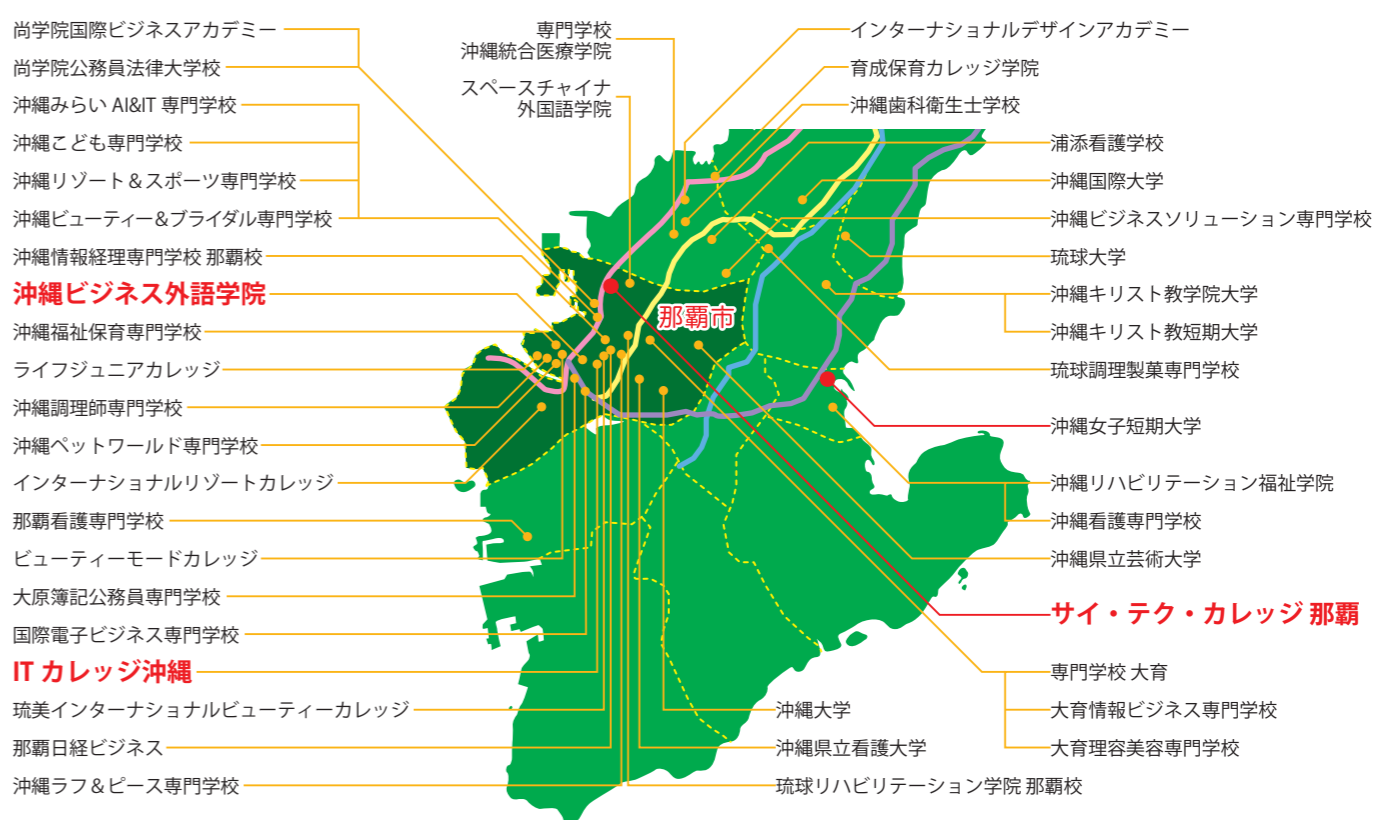 尚学院国際ビジネスアカデミー
尚学院公務員法律大学校
沖縄みらい AI&IT 専門学校
沖縄こども専門学校
沖縄リゾート＆スポーツ専門学校
沖縄ビューティー&ブライダル専門学校
沖縄情報経理専門学校 那覇校
沖縄ビジネス外語学院
沖縄福祉保育専門学校
ライフジュニアカレッジ
沖縄調理師専門学校
沖縄ペットワールド専門学校
インターナショナルリゾートカレッジ
那覇看護専門学校
ビューティーモードカレッジ
大原簿記公務員専門学校
国際電子ビジネス専門学校
IT カレッジ沖縄
琉美インターナショナルビューティーカレッジ
那覇日経ビジネス
沖縄ラフ＆ピース専門学校
専門学校
沖縄統合医療学院
スペースチャイナ
外国語学院
那覇市
沖縄大学
沖縄県立看護大学
琉球リハビリテーション学院 那覇校
インターナショナルデザインアカデミー
育成保育カレッジ学院
沖縄歯科衛生士学校
浦添看護学校
沖縄国際大学
沖縄ビジネスソリューション専門学校
琉球大学
沖縄キリスト教学院大学
沖縄キリスト教短期大学
琉球調理製菓専門学校
沖縄女子短期大学
沖縄リハビリテーション福祉学院
沖縄看護専門学校
沖縄県立芸術大学
サイ・テク・カレッジ 那覇
専門学校 大育
大育情報ビジネス専門学校
大育理容美容専門学校